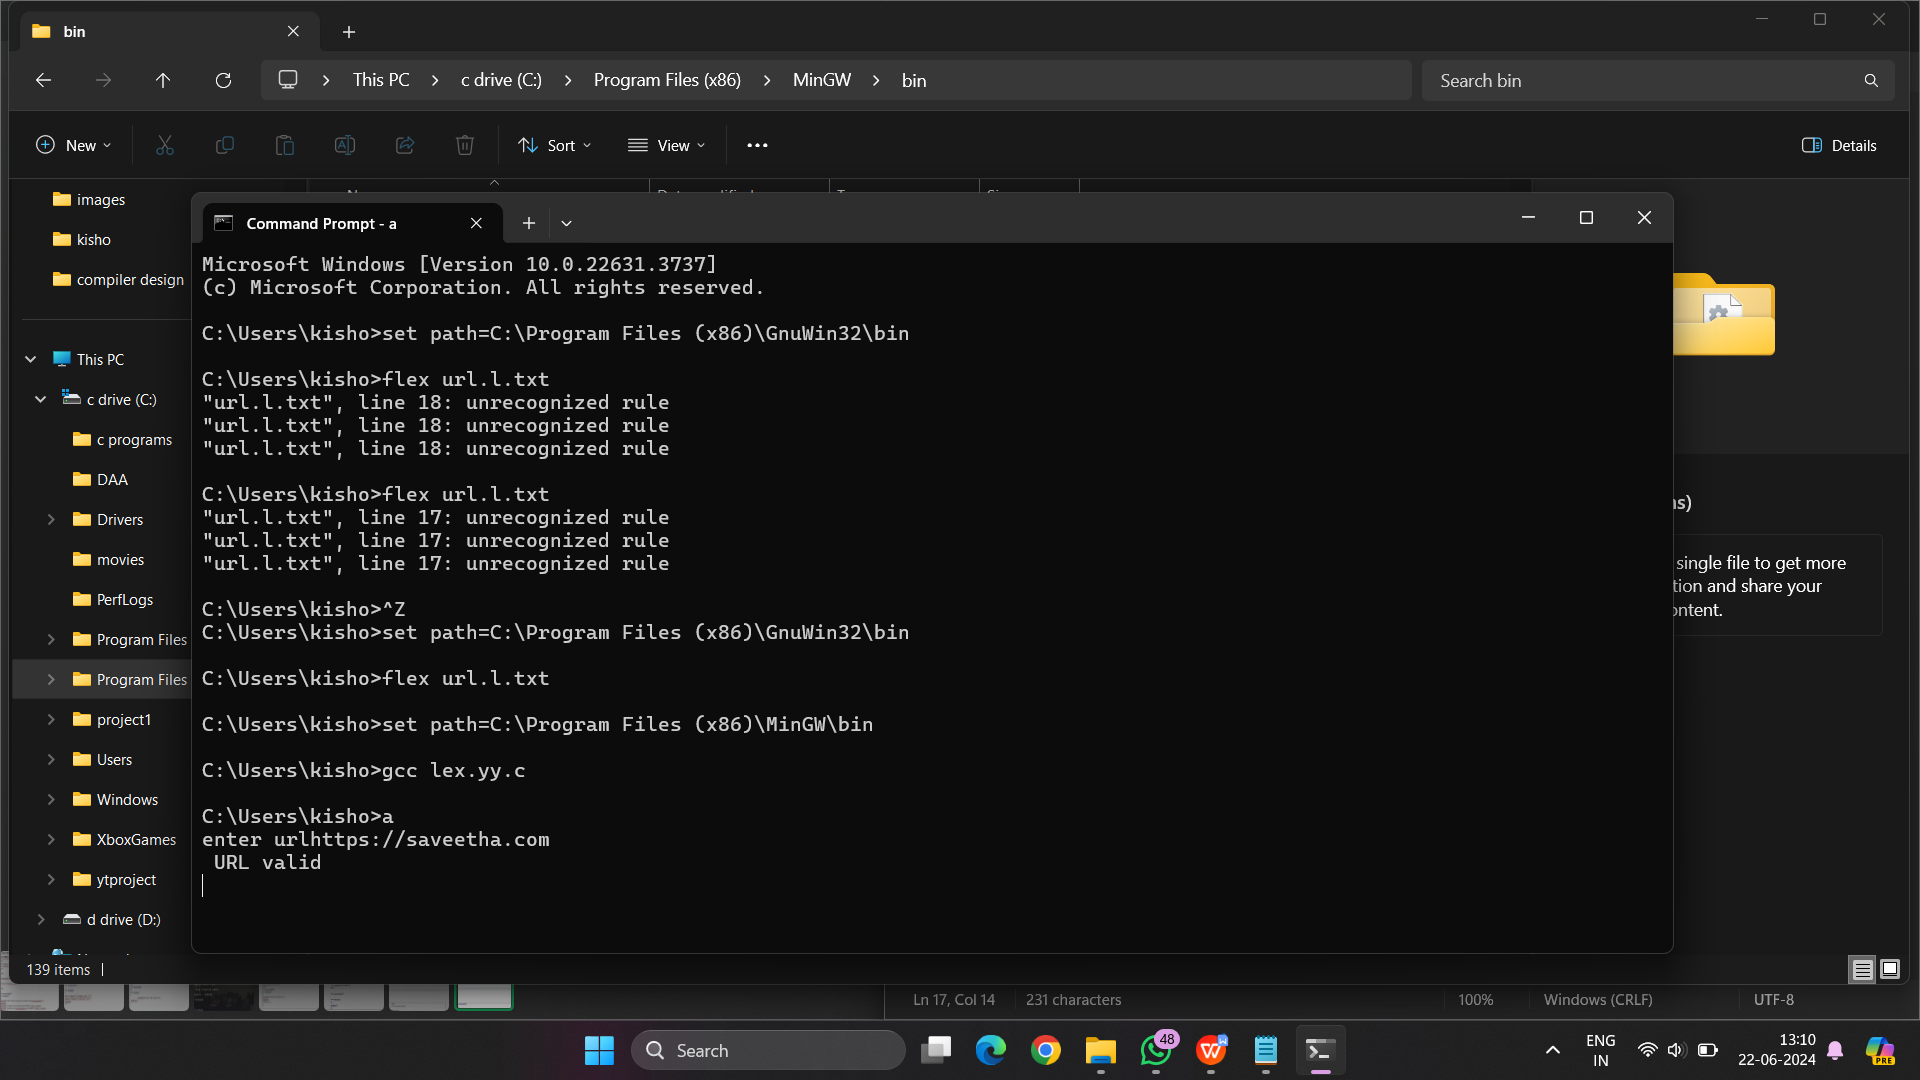 bin
This PC
c drive (C:)
Program Files (x86)
MinGW
bin
Search bin
New
Sort
View
Details
images
kisho
compiler design
This PC
c drive (C:)
c programs
DAA
Drivers
movies
PerfLogs
Program Files
Program Files
project1
Users
Windows
XboxGames
ytproject
d drive (D:)
139 items
Command Prompt - a
Microsoft Windows [Version 10.0.22631.3737]
(c) Microsoft Corporation. All rights reserved.
C:\Users\kisho>set path=C:\Program Files (x86)\GnuWin32\bin
C:\Users\kisho>flex url.l.txt
"url.l.txt", line 18: unrecognized rule
"url.l.txt", line 18: unrecognized rule
"url.l.txt", line 18: unrecognized rule
C:\Users\kisho>flex url.l.txt
"url.l.txt", line 17: unrecognized rule
"url.l.txt", line 17: unrecognized rule
"url.l.txt", line 17: unrecognized rule
C:\Users\kisho>^Z
C:\Users\kisho>set path=C:\Program Files (x86)\GnuWin32\bin
C:\Users\kisho>flex url.l.txt
C:\Users\kisho>set path=C:\Program Files (x86)\MinGW\bin
C:\Users\kisho>gcc lex.yy.c
C:\Users\kisho>a
enter urlhttps://saveetha.com
 URL valid
s)
single file to get more
tion and share your
ontent.
Ln 17, Col 14
231 characters
100%
Windows (CRLF)
UTF-8
Search
48
W
ENG
IN
13:10
22-06-2024
PRE